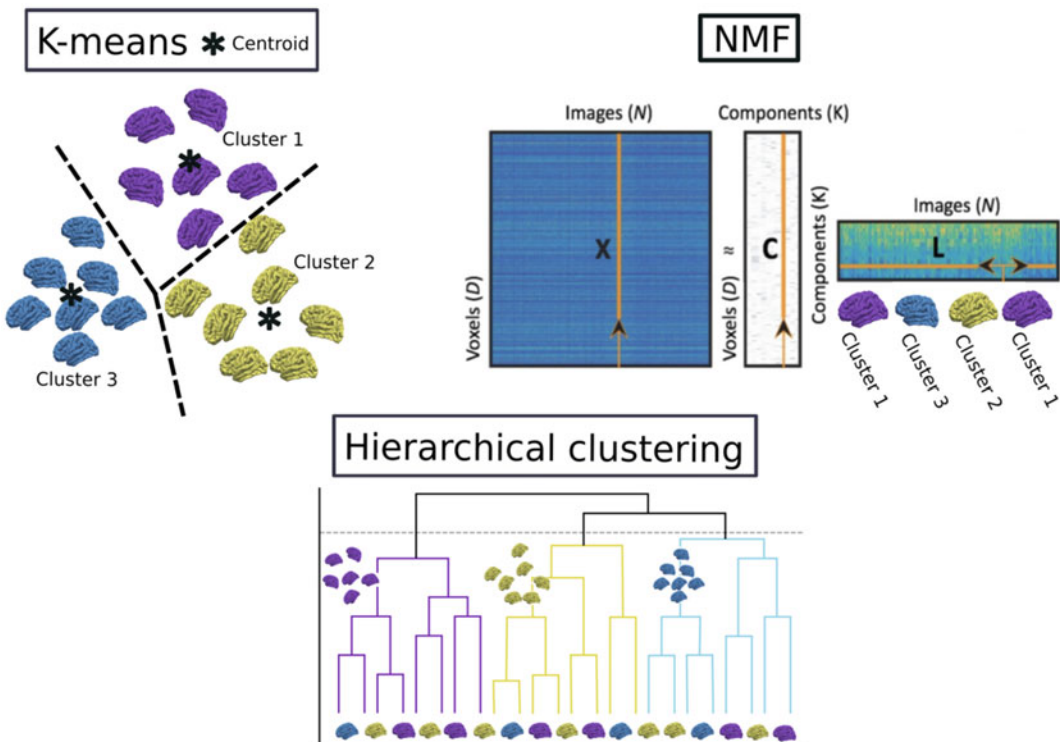 K-means * Centroid
Cluster 1
Cluster 2
Cluster 3
NMF
Images (N)
Components (K)
Voxels (D)
X
≈
Voxels (D)
C
Components (K)
Images (N)
L
Cluster 1
Cluster 3
Cluster 2
Cluster 1
Hierarchical clustering